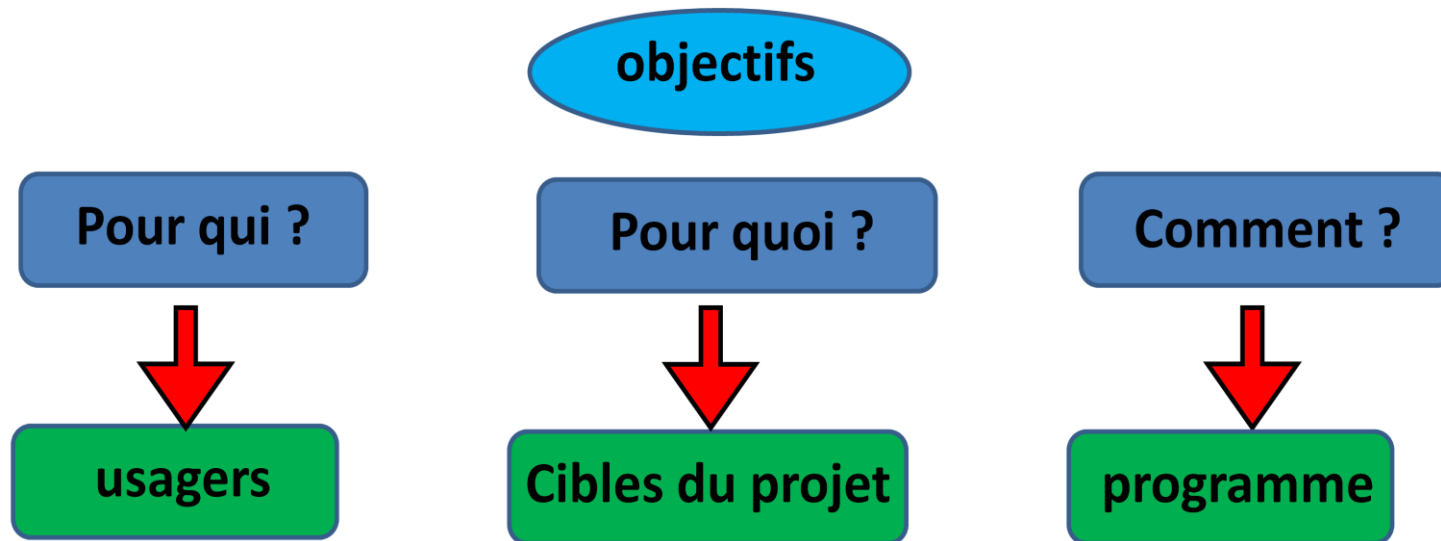 objectifs
Pour qui ?
Pour quoi ?
Comment ?
usagers
Cibles du projet
programme